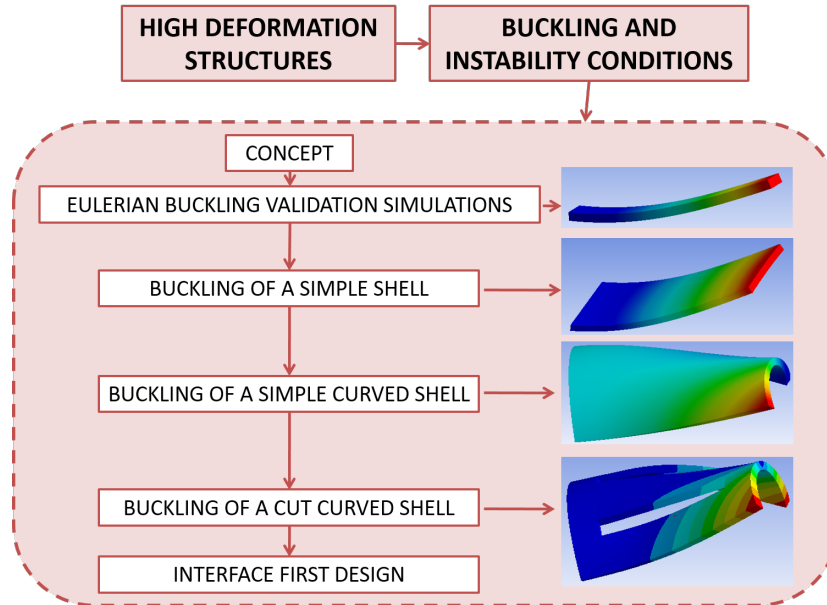 HIGH DEFORMATION
STRUCTURES
BUCKLING AND
INSTABILITY CONDITIONS
CONCEPT
EULERIAN BUCKLING VALIDATION SIMULATIONS
BUCKLING OF A SIMPLE SHELL
BUCKLING OF A SIMPLE CURVED SHELL
BUCKLING OF A CUT CURVED SHELL
INTERFACE FIRST DESIGN